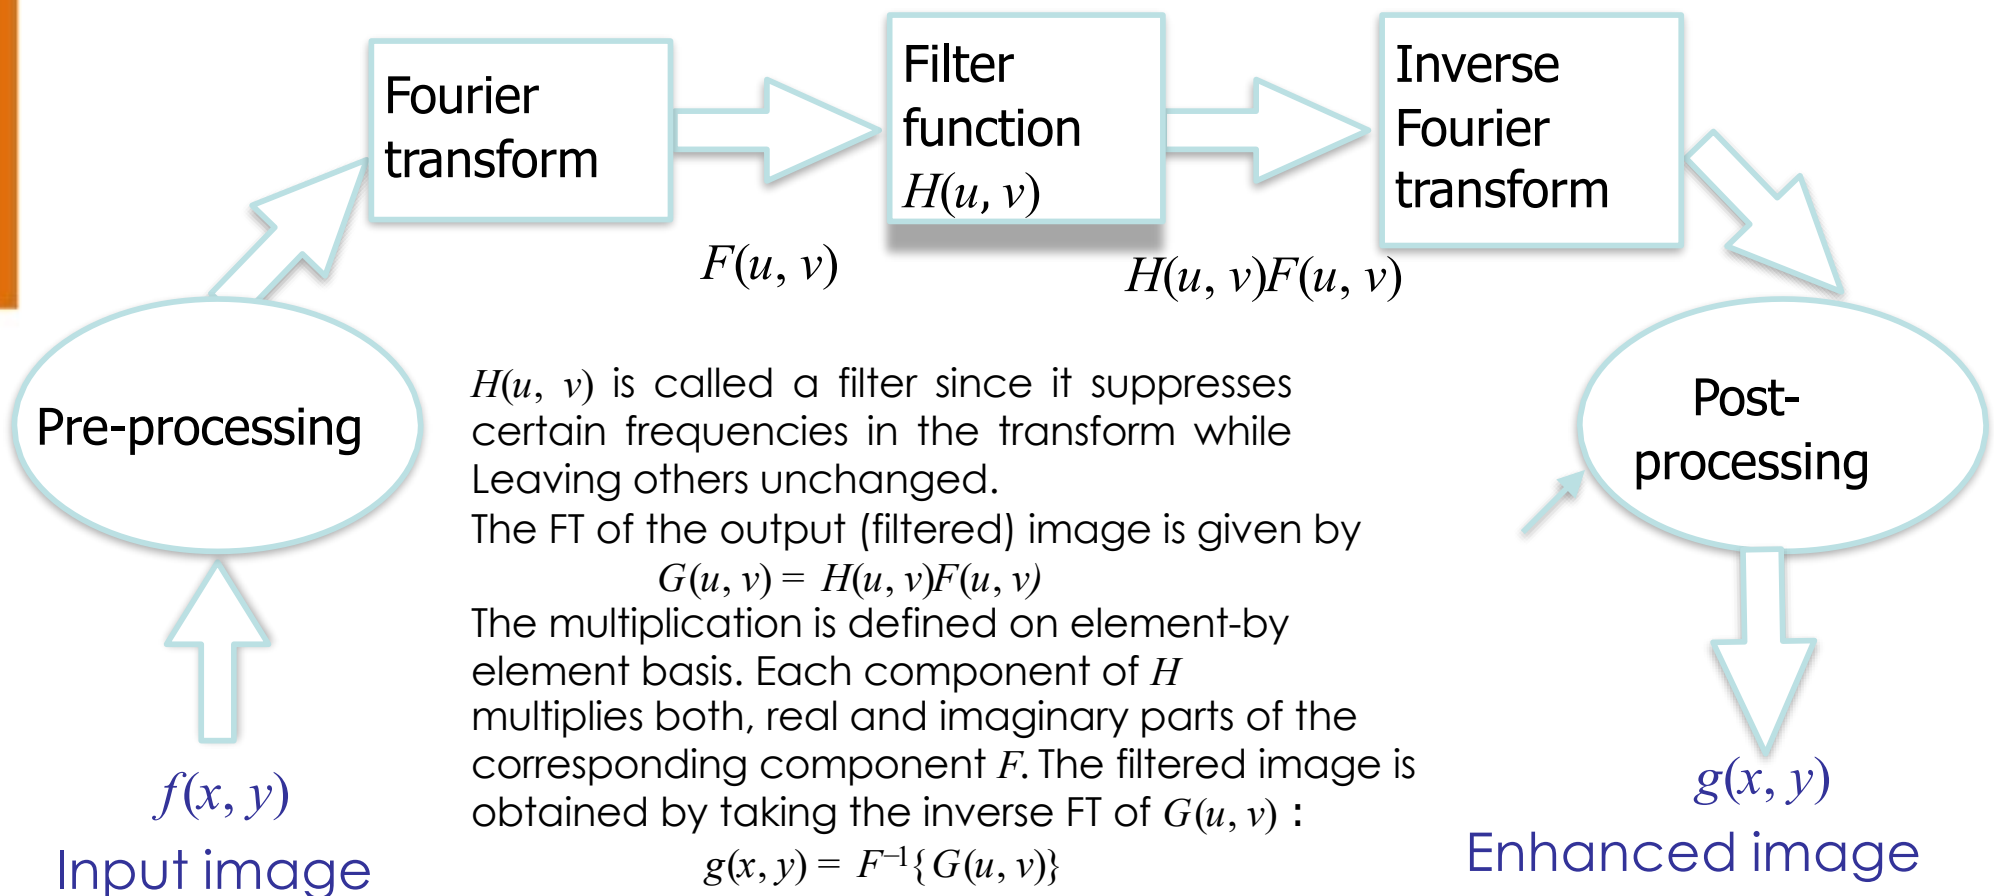 Fourier
transform
Filter
function
H(u, v)
Inverse
Fourier
transform
F(u, v)
H(u, v)F(u, v)
Pre-processing
H(u, v) is called a filter since it suppresses
certain frequencies in the transform while
Leaving others unchanged.
The FT of the output (filtered) image is given by
G(u, v) = H(u, v)F(u, v)
The multiplication is defined on element-by
element basis. Each component of H
multiplies both, real and imaginary parts of the
corresponding component F. The filtered image is
obtained by taking the inverse FT of G(u, v) :
g(x, y) = F⁻¹{G(u, v)}
Post-
processing
f(x, y)
Input image
g(x, y)
Enhanced image